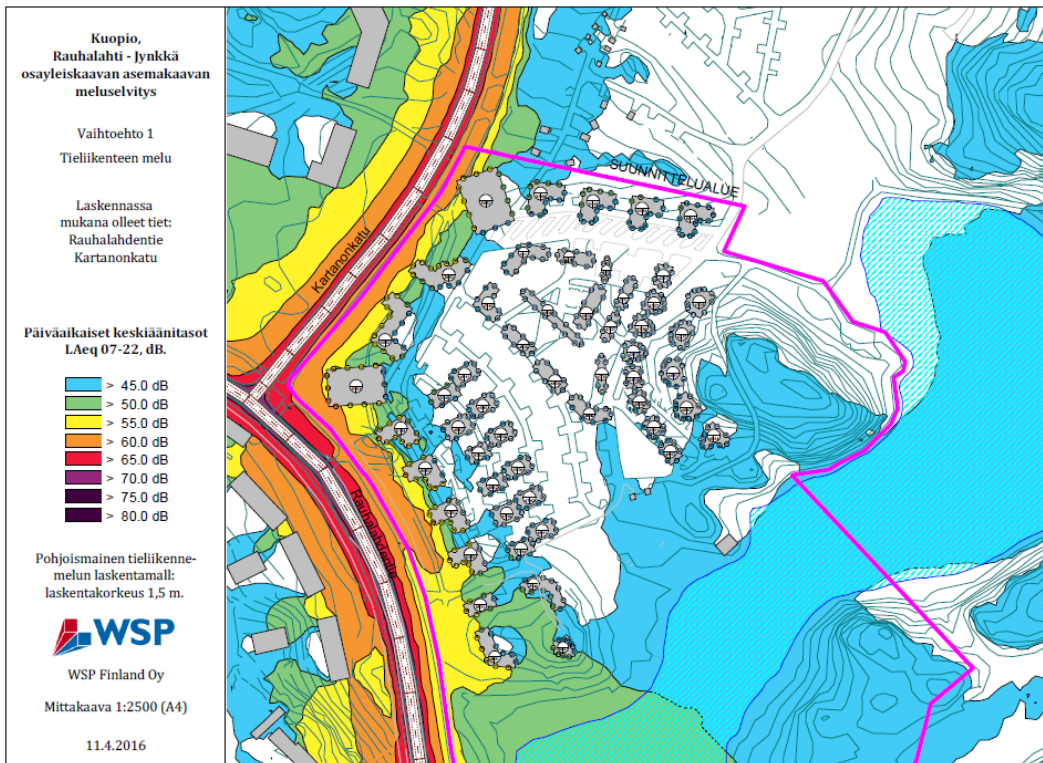 Kuopio,
Rauhalahti - Jynkkä
osayleiskaavan asemakaavan
meluselvitys
Vaihtoehto 1
Tieliikenteen melu
Laskennassa
mukana olleet tiet:
Rauhalahdentie
Kartanonkatu
Päiväaikaiset keskiäänitasot
LAeq 07-22, dB.
> 45.0 dB
> 50.0 dB
> 55.0 dB
> 60.0 dB
> 65.0 dB
> 70.0 dB
> 75.0 dB
> 80.0 dB
Pohjoismainen tieliikenne-
melun laskentamall:
laskentakorkeus 1,5 m.
WSP
WSP Finland Oy
Mittakaava 1:2500 (A4)
11.4.2016
SUUNNITTELUALUE
Kartanonkatu
Rauhalahdentie